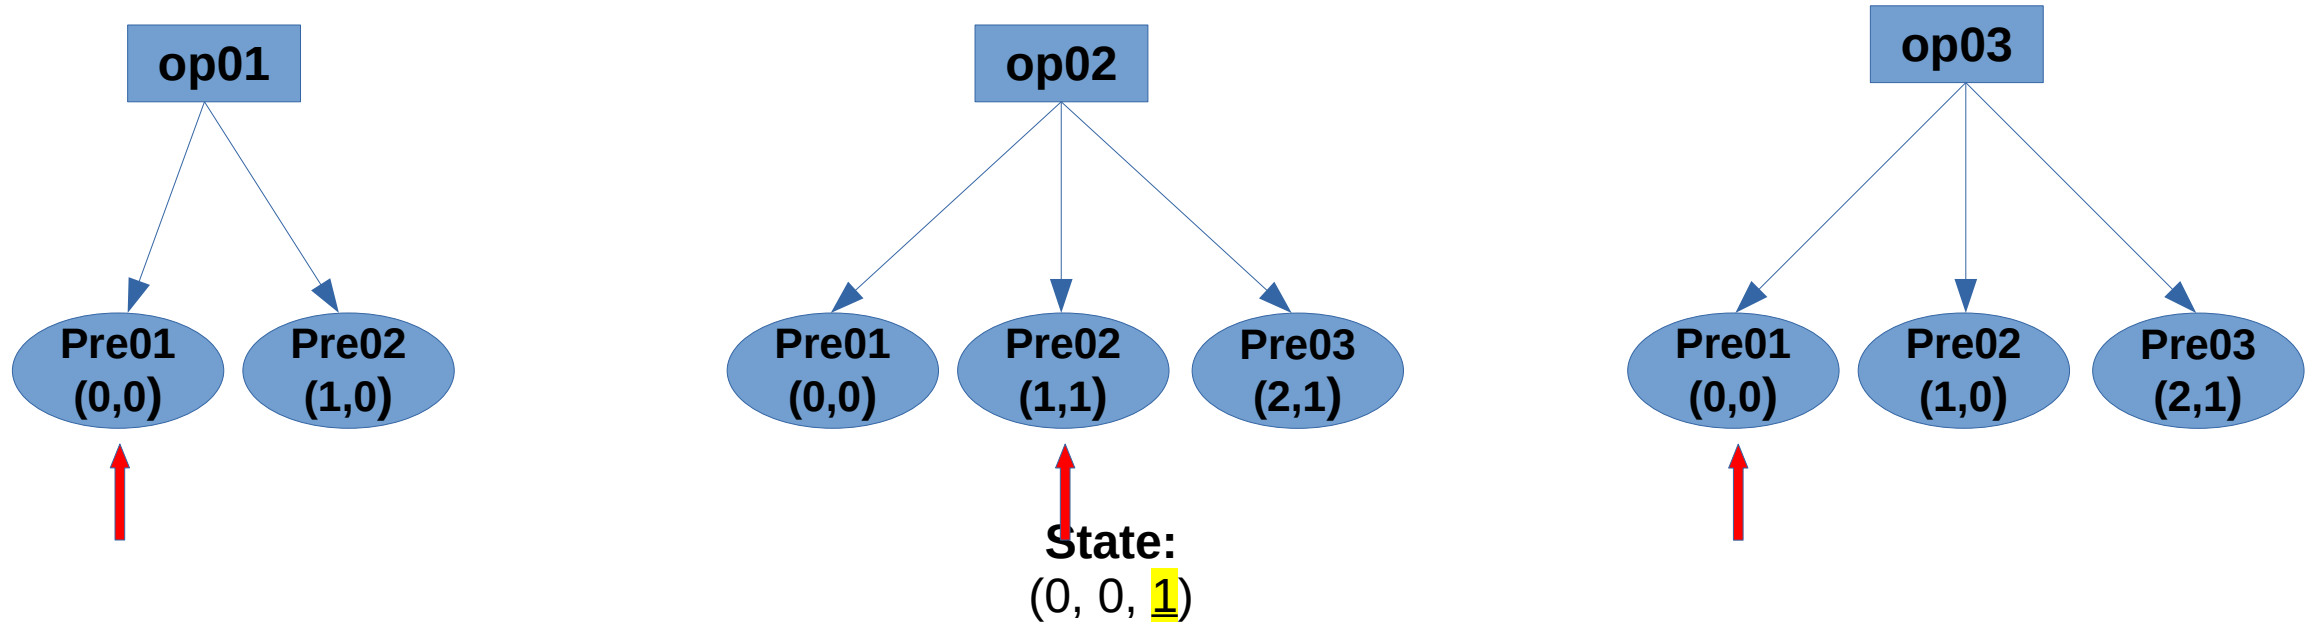 op01
op02
op03
Pre01
(0,0)
Pre02
(1,0)
Pre01
(0,0)
Pre02
(1,1)
Pre03
(2,1)
Pre01
(0,0)
Pre02
(1,0)
Pre03
(2,1)
State:
(0, 0, 1)